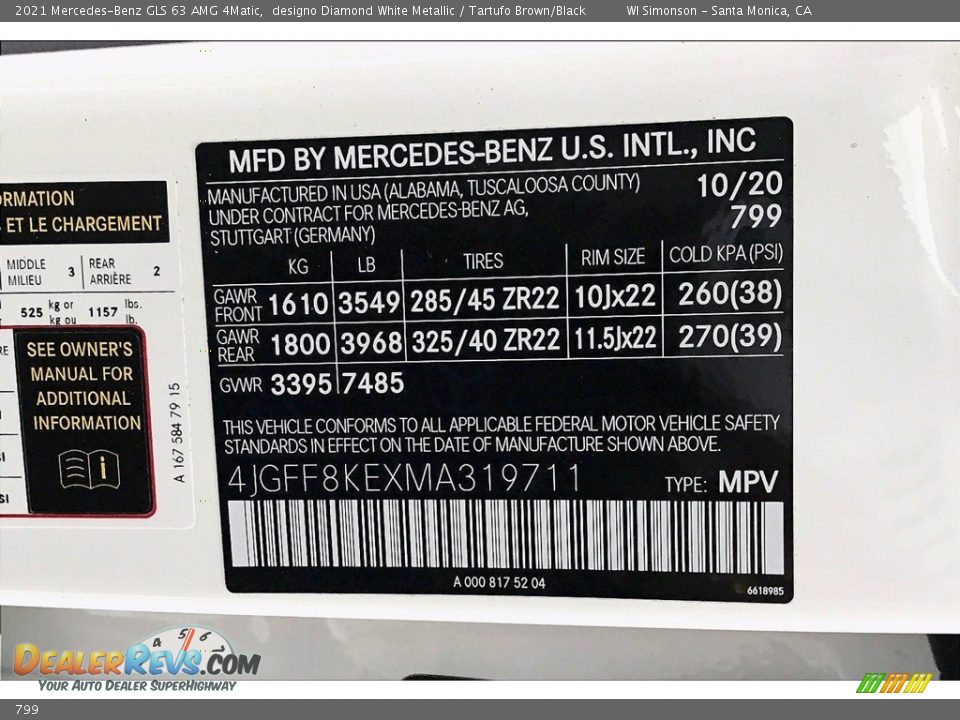 2021 Mercedes-Benz GLS 63 AMG 4Matic, designo Diamond White Metallic / Tartufo Brown/Black WI Simonson - Santa Monica, CA
ET LE CHARGEMENT
MIDDLE 3 REAR 2
MILIEU ARRIÈRE
525 kg or 1157 lbs.
kg ou lb.
SEE OWNER'S
MANUAL FOR
ADDITIONAL
INFORMATION
A 167 584 79 15
MFD BY MERCEDES-BENZ U.S. INTL., INC
MANUFACTURED IN USA (ALABAMA, TUSCALOOSA COUNTY) 10/20
UNDER CONTRACT FOR MERCEDES-BENZ AG, 799
STUTTGART (GERMANY)
KG LB TIRES RIM SIZE COLD KPA (PSI)
GAWR FRONT 1610 3549 285/45 ZR22 10Jx22 260(38)
GAWR REAR 1800 3968 325/40 ZR22 11.5Jx22 270(39)
GVWR 3395 7485
THIS VEHICLE CONFORMS TO ALL APPLICABLE FEDERAL MOTOR VEHICLE SAFETY
STANDARDS IN EFFECT ON THE DATE OF MANUFACTURE SHOWN ABOVE.
4JGFF8KEXMA319711 TYPE: MPV
A 000 817 52 04
6618985
4 5 6
DEALERREVS.COM
YOUR AUTO DEALER SUPERHIGHWAY
799